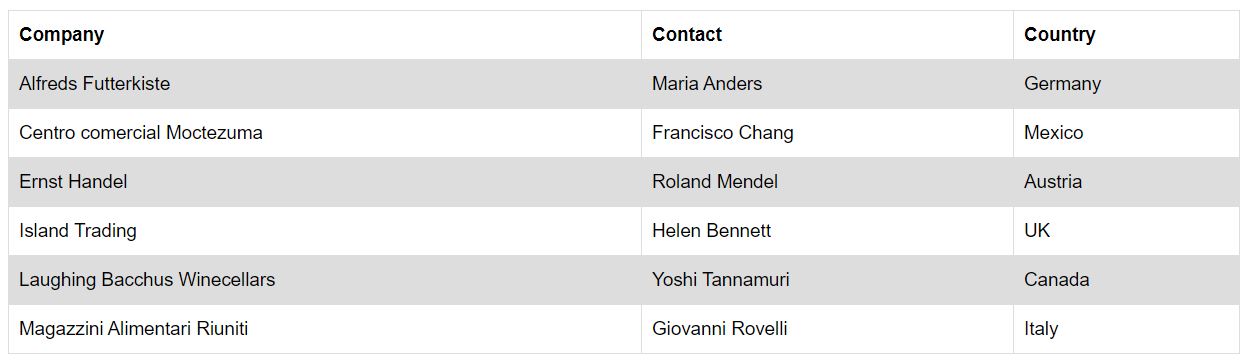 Company Contact Country
Alfreds Futterkiste Maria Anders Germany
Centro comercial Moctezuma Francisco Chang Mexico
Ernst Handel Roland Mendel Austria
Island Trading Helen Bennett UK
Laughing Bacchus Winecellars Yoshi Tannamuri Canada
Magazzini Alimentari Riuniti Giovanni Rovelli Italy